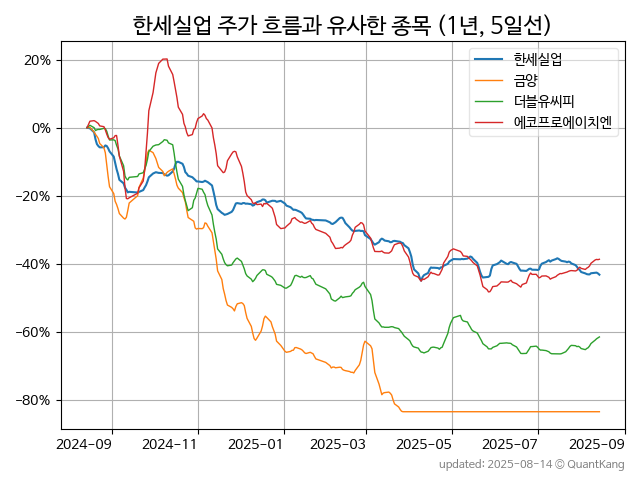 한세실업 주가 흐름과 유사한 종목 (1년, 5일선)
한세실업
금양
더블유씨피
에코프로에이치엔
20%
0%
−20%
−40%
−60%
−80%
2024-09 2024-11 2025-01 2025-03 2025-05 2025-07 2025-09
updated: 2025-08-14 © QuantKang